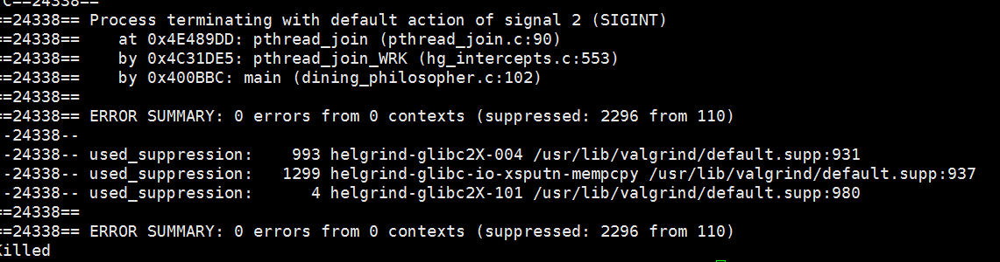 C==24338==
==24338== Process terminating with default action of signal 2 (SIGINT)
==24338==    at 0x4E489DD: pthread_join (pthread_join.c:90)
==24338==    by 0x4C31DE5: pthread_join_WRK (hg_intercepts.c:553)
==24338==    by 0x400BBC: main (dining_philosopher.c:102)
==24338==
==24338== ERROR SUMMARY: 0 errors from 0 contexts (suppressed: 2296 from 110)
--24338--
--24338-- used_suppression:    993 helgrind-glibc2X-004 /usr/lib/valgrind/default.supp:931
--24338-- used_suppression:   1299 helgrind-glibc-io-xsputn-mempcpy /usr/lib/valgrind/default.supp:937
--24338-- used_suppression:      4 helgrind-glibc2X-101 /usr/lib/valgrind/default.supp:980
==24338==
==24338== ERROR SUMMARY: 0 errors from 0 contexts (suppressed: 2296 from 110)
Killed